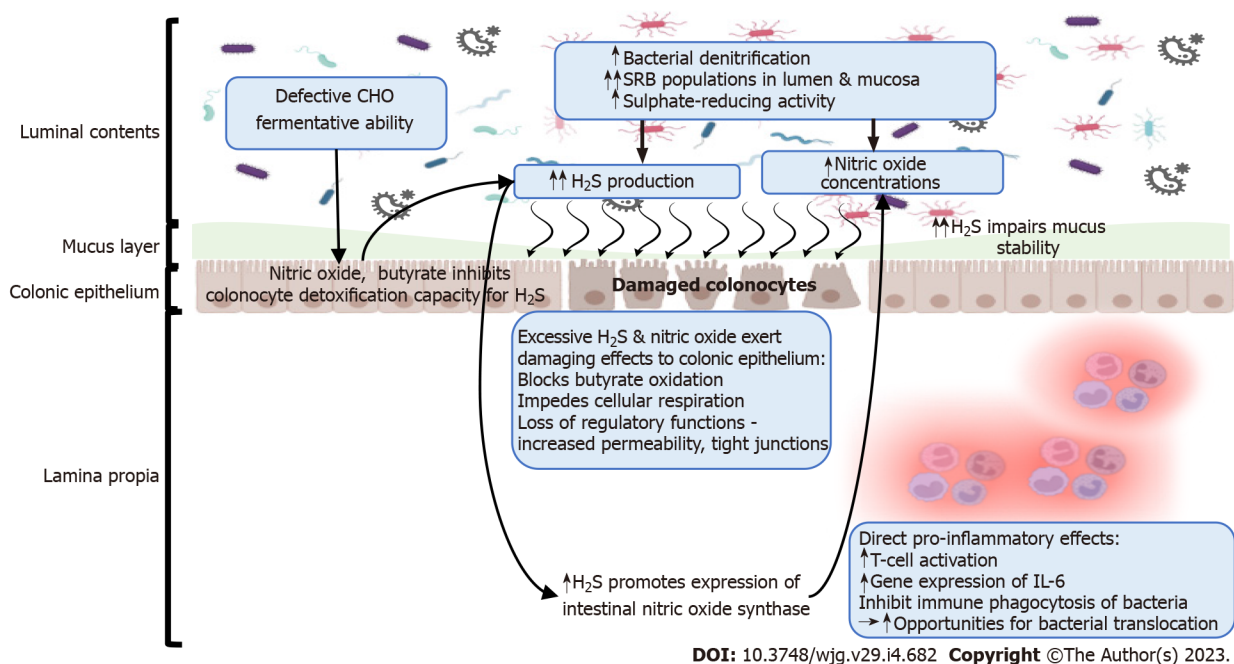 ↑Bacterial denitrification
↑↑SRB populations in lumen & mucosa
↑Sulphate-reducing activity
Defective CHO
fermentative ability
Luminal contents
↑↑H₂S production
↑Nitric oxide
concentrations
↑↑H₂S impairs mucus
stability
Mucus layer
Nitric oxide, butyrate inhibits
colonocyte detoxification capacity for H₂S
Damaged colonocytes
Colonic epithelium
Excessive H₂S & nitric oxide exert
damaging effects to colonic epithelium:
Blocks butyrate oxidation
Impedes cellular respiration
Loss of regulatory functions -
increased permeability, tight junctions
Lamina propia
↑H₂S promotes expression of
intestinal nitric oxide synthase
Direct pro-inflammatory effects:
↑T-cell activation
↑Gene expression of IL-6
Inhibit immune phagocytosis of bacteria
→↑Opportunities for bacterial translocation
DOI: 10.3748/wjg.v29.i4.682 Copyright ©The Author(s) 2023.